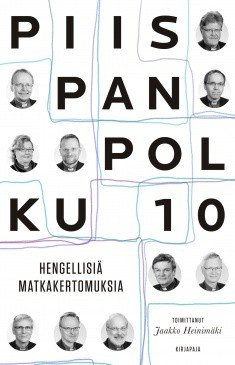 PIIS
PAN
POL
KU 10
HENGELLISIÄ
MATKAKERTOMUKSIA
TOIMITTANUT
Jaakko Heinimäki
KIRJAPAJA